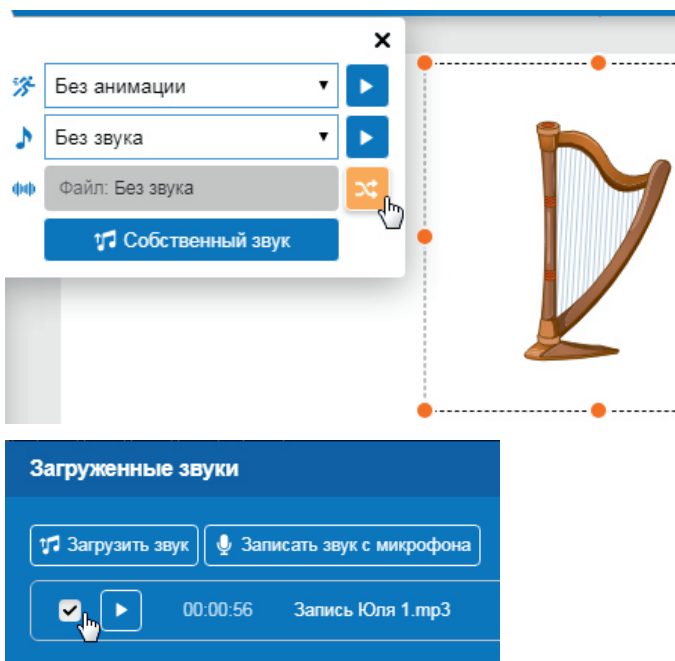 Без анимации
Без звука
Файл: Без звука
Собственный звук
Загруженные звуки
Загрузить звук Записать звук с микрофона
00:00:56 Запись Юля 1.mp3